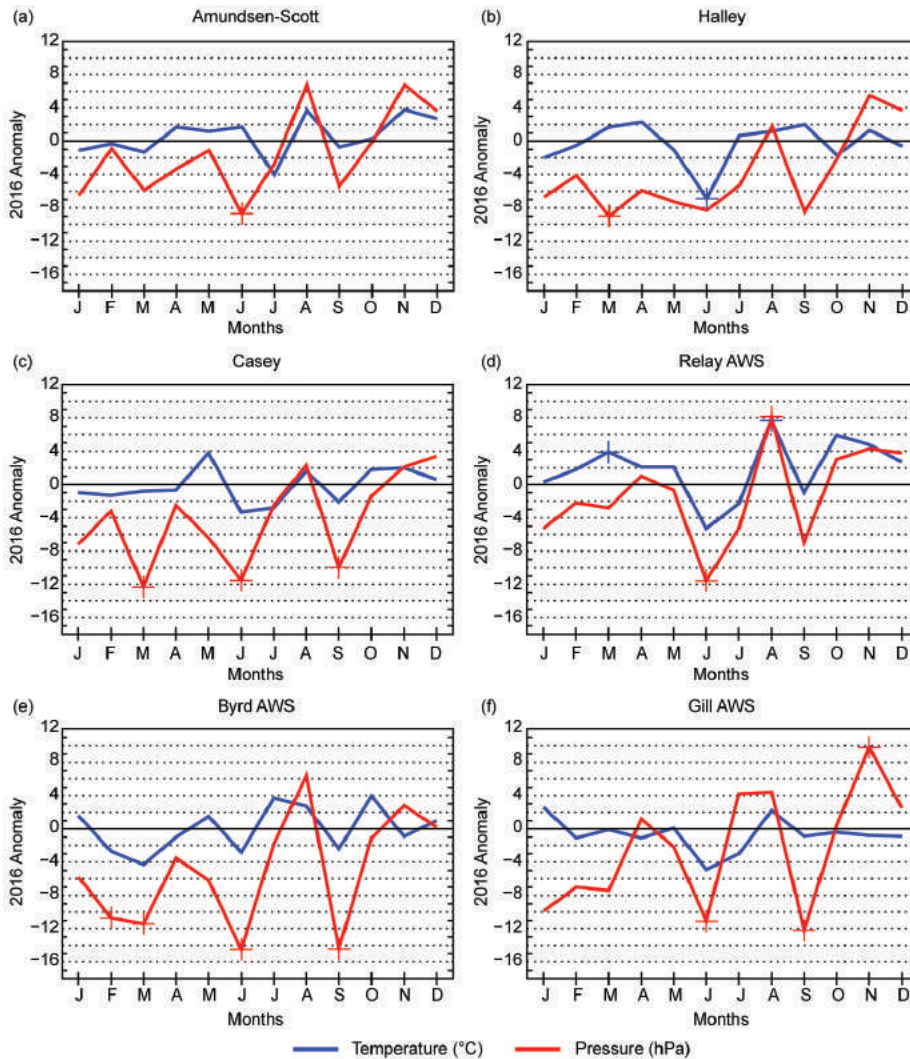 (a) Amundsen-Scott
12
8
4
0
−4
−8
−12
−16
2016 Anomaly
J F M A M J J A S O N D
Months
(b) Halley
12
8
4
0
−4
−8
−12
−16
2016 Anomaly
J F M A M J J A S O N D
Months
(c) Casey
12
8
4
0
−4
−8
−12
−16
2016 Anomaly
J F M A M J J A S O N D
Months
(d) Relay AWS
12
8
4
0
−4
−8
−12
−16
2016 Anomaly
J F M A M J J A S O N D
Months
(e) Byrd AWS
12
8
4
0
−4
−8
−12
−16
2016 Anomaly
J F M A M J J A S O N D
Months
(f) Gill AWS
12
8
4
0
−4
−8
−12
−16
2016 Anomaly
J F M A M J J A S O N D
Months
Temperature (°C) Pressure (hPa)